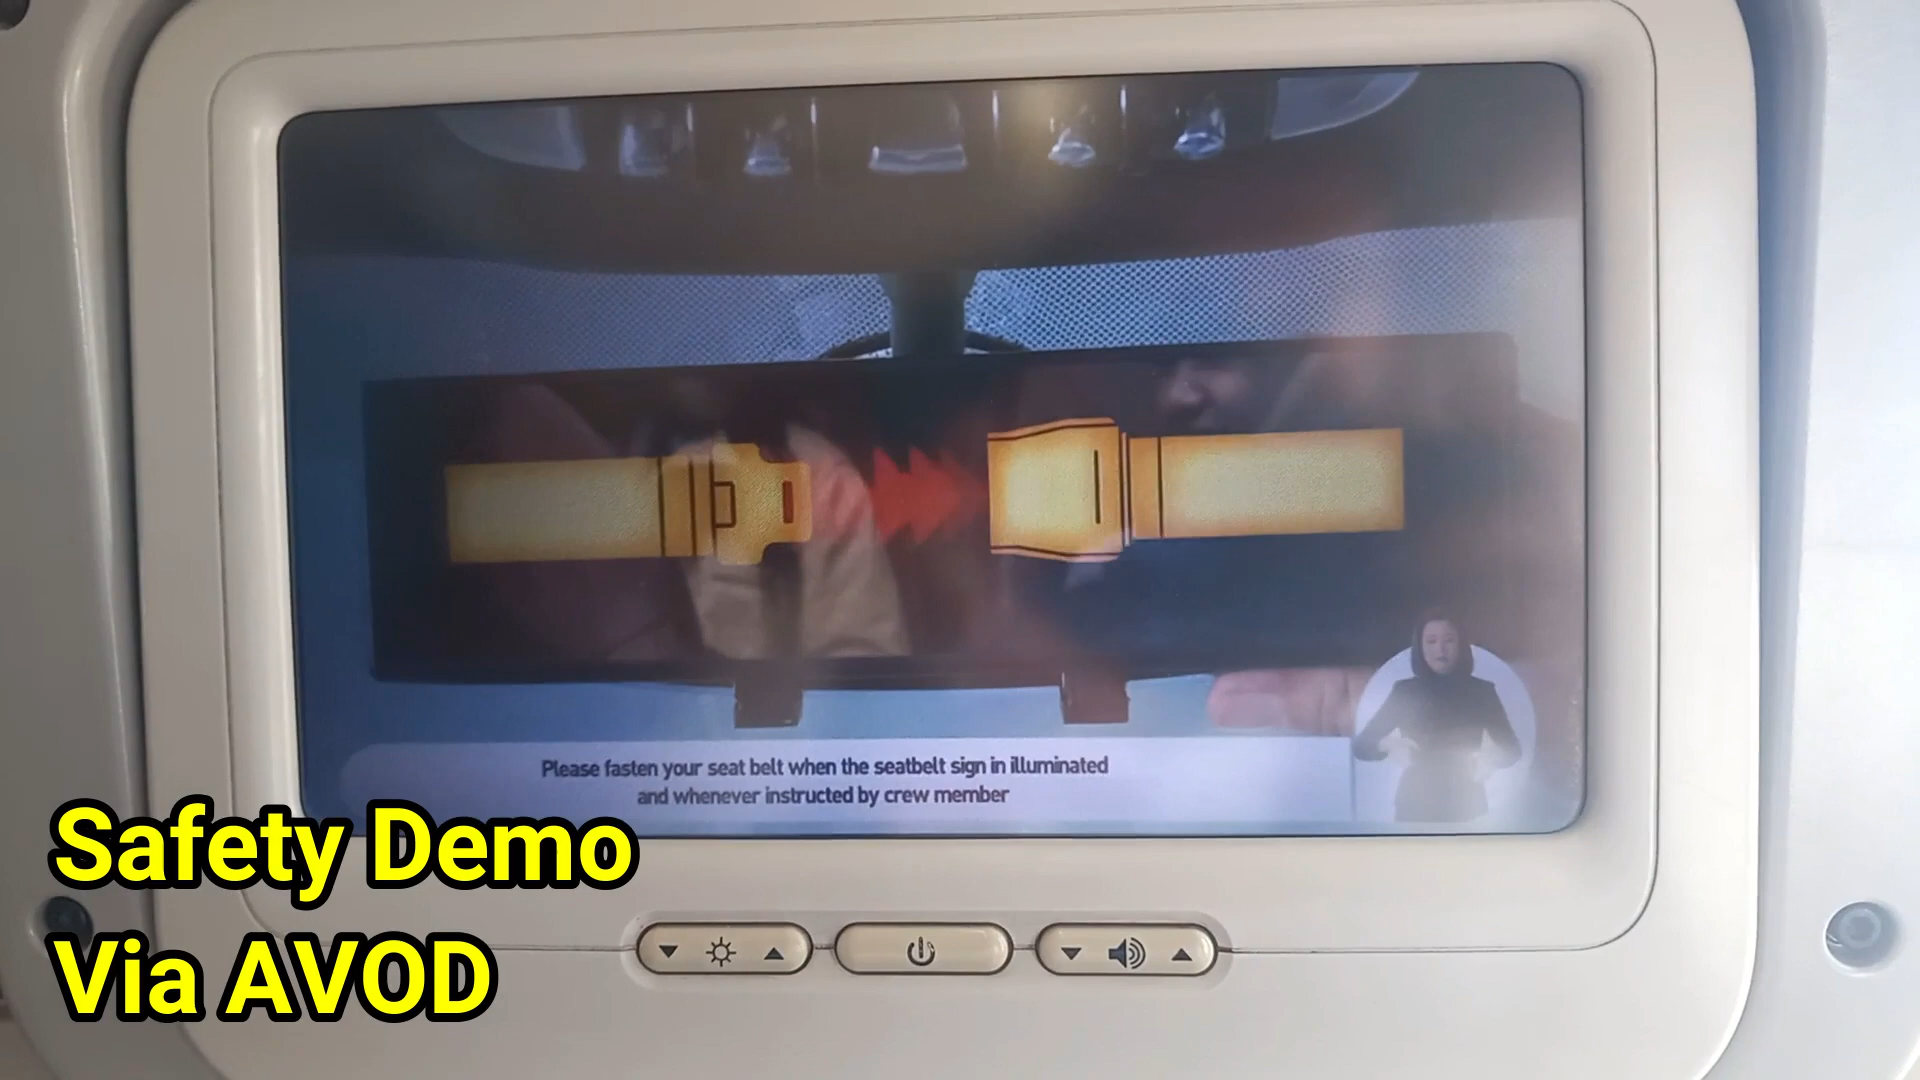 Please fasten your seat belt when the seatbelt sign in illuminated
and whenever instructed by crew member
Safety Demo
Via AVOD